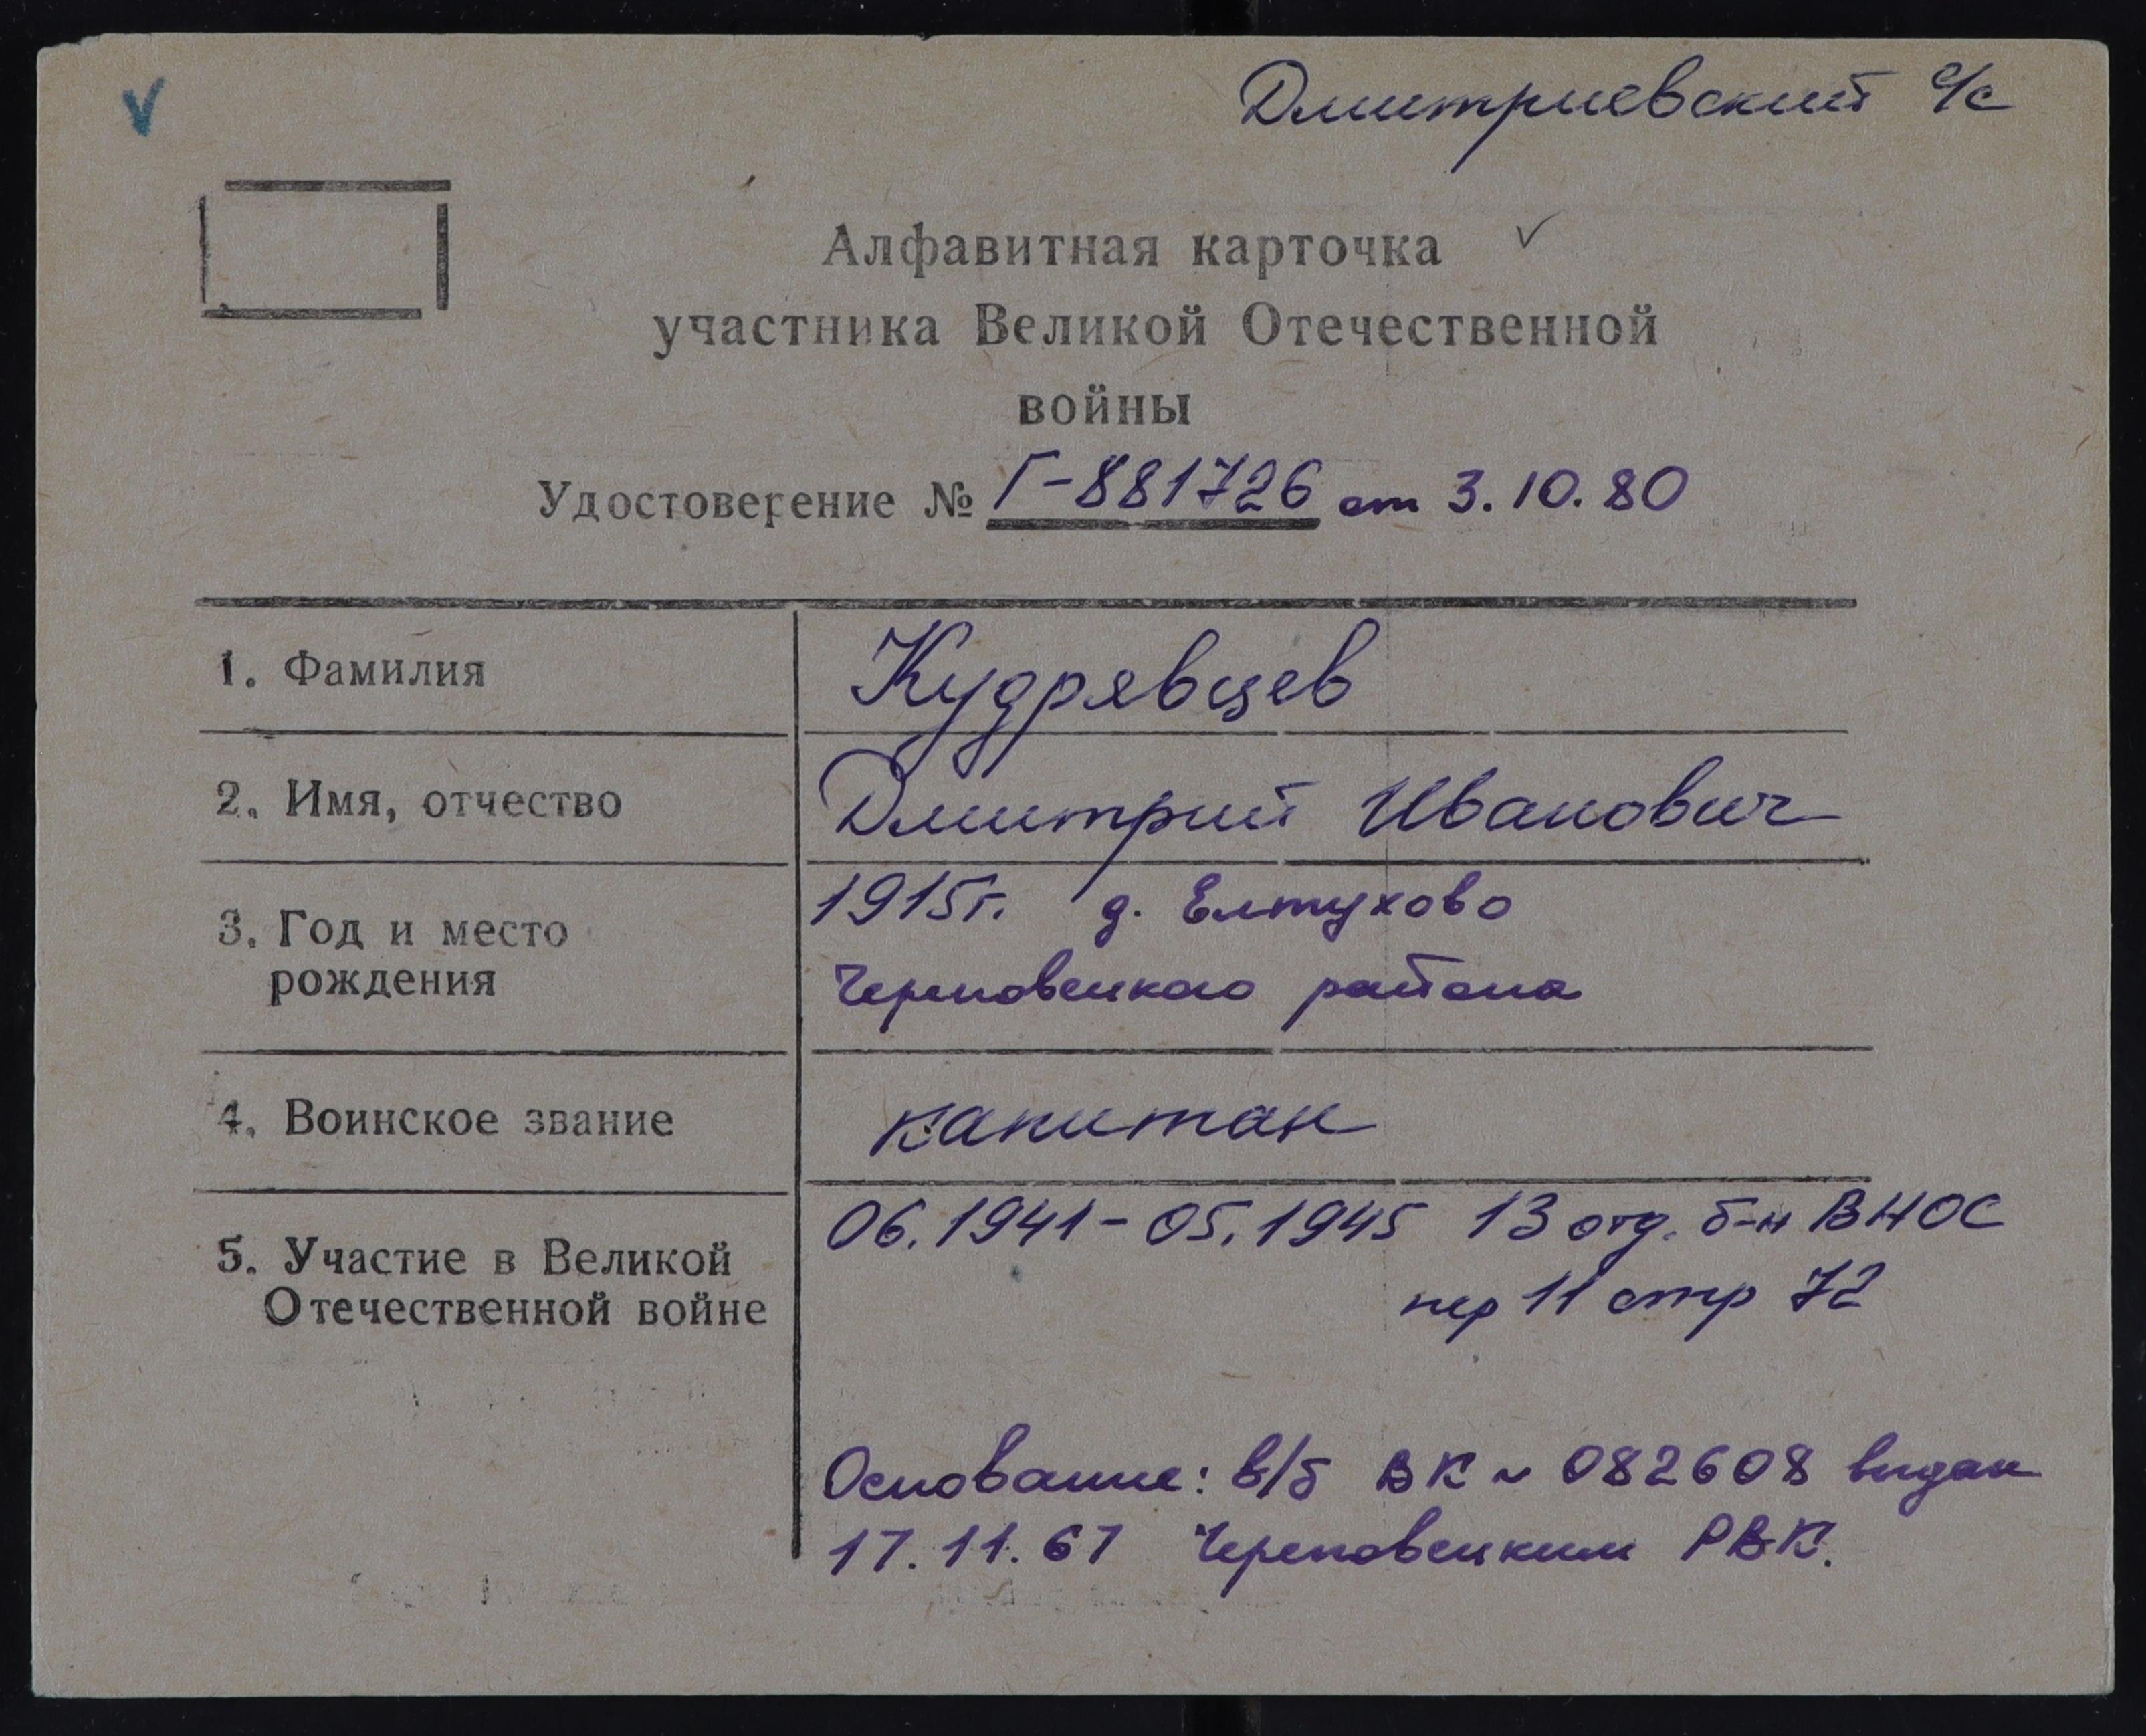 Дмитриевский с/с
Алфавитная карточка
участника Великой Отечественной
войны
Удостоверение № Г-881726 от 3.10.80
1. Фамилия Кудрявцев
2. Имя, отчество Дмитрий Иванович
3. Год и место 1915г. д. Елтухово
рождения Череповецкого района
4. Воинское звание капитан
5. Участие в Великой 06.1941-05.1945 13 отд. б-н ВНОС
Отечественной войне пер 11 стр 72
Основание: в/б ВК № 082608 выдан
17.11.67 Череповецким РВК.